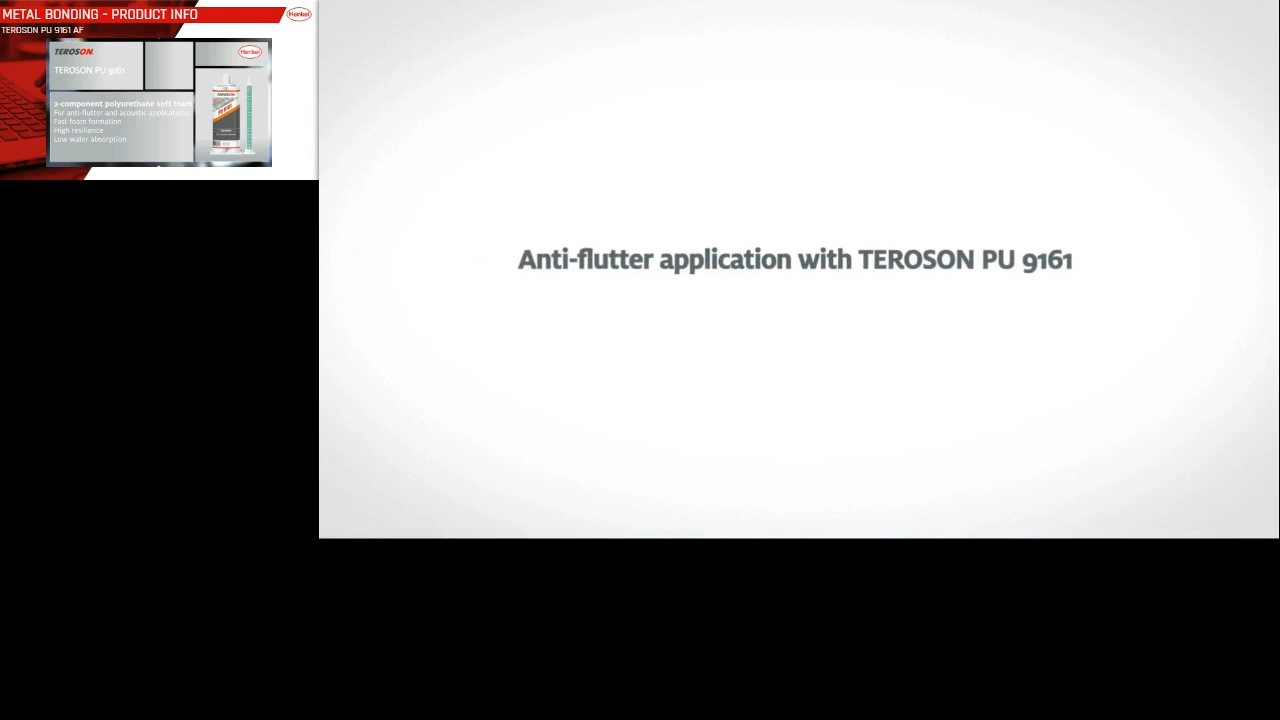 METAL BONDING - PRODUCT INFO
Henkel
TEROSON PU 9161 AF
TEROSON.
Henkel
TEROSON PU 9161
2-component polyurethane soft foam
For anti-flutter and acoustic applications
Fast foam formation
High resilience
Low water absorption
TEROSON
Anti-flutter application with TEROSON PU 9161